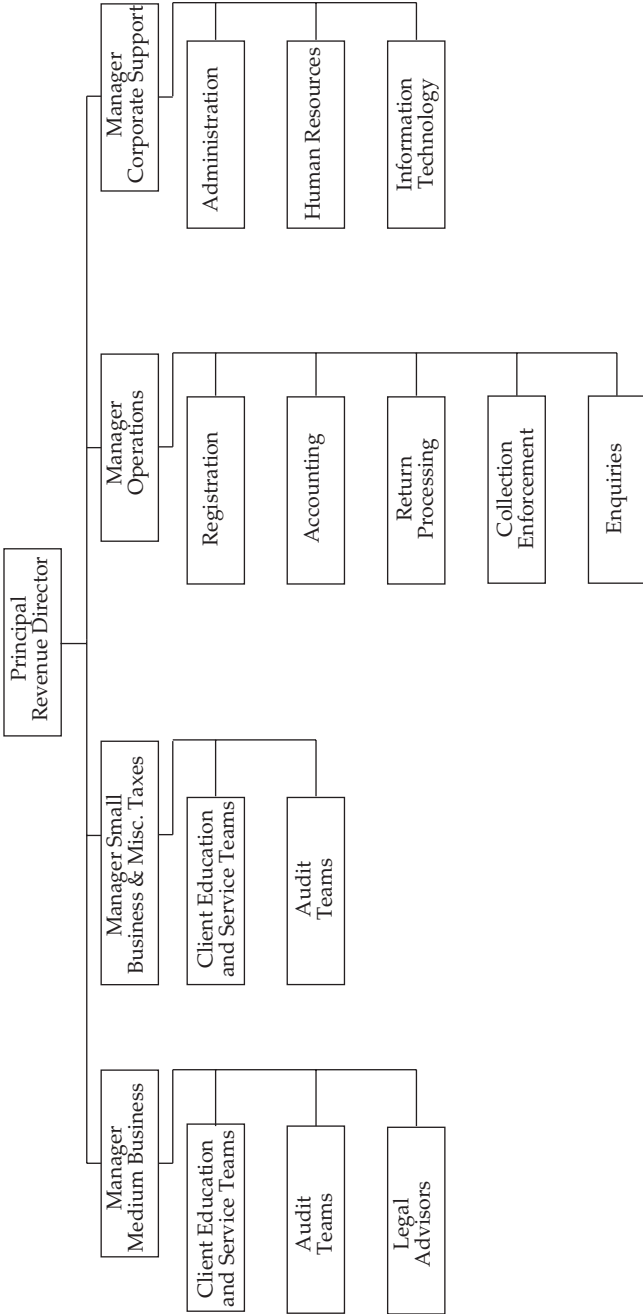 Principal
Revenue Director
Manager
Medium Business
Client Education
and Service Teams
Audit
Teams
Legal
Advisors
Manager Small
Business & Misc. Taxes
Client Education
and Service Teams
Audit
Teams
Manager
Operations
Registration
Accounting
Return
Processing
Collection
Enforcement
Enquiries
Manager
Corporate Support
Administration
Human Resources
Information
Technology